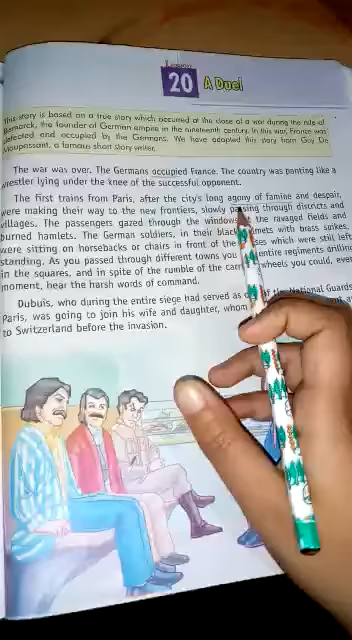 Lesson
20 A Duel
This story is based on a true story which occurred at the close of a war during the rule of
Bismarck, the founder of German empire in the nineteenth century. In this war, France was
defeated and occupied by the Germans. We have adapted this story from Guy De
Maupassant, a famous short story writer.
The war was over. The Germans occupied France. The country was panting like a
wrestler lying under the knee of the successful opponent.
The first trains from Paris, after the city's long agony of famine and despair,
were making their way to the new frontiers, slowly passing through districts and
villages. The passengers gazed through the windows the ravaged fields and
burned hamlets. The German soldiers, in their black with brass spikes,
were sitting on horsebacks or chairs in front of the which were still left
standing. As you passed through different towns you entire regiments drilling
in the squares, and in spite of the rumble of the wheels you could, every
moment, hear the harsh words of command.
Dubuis, who during the entire siege had served as National Guards
Paris, was going to join his wife and daughter, whom
to Switzerland before the invasion.